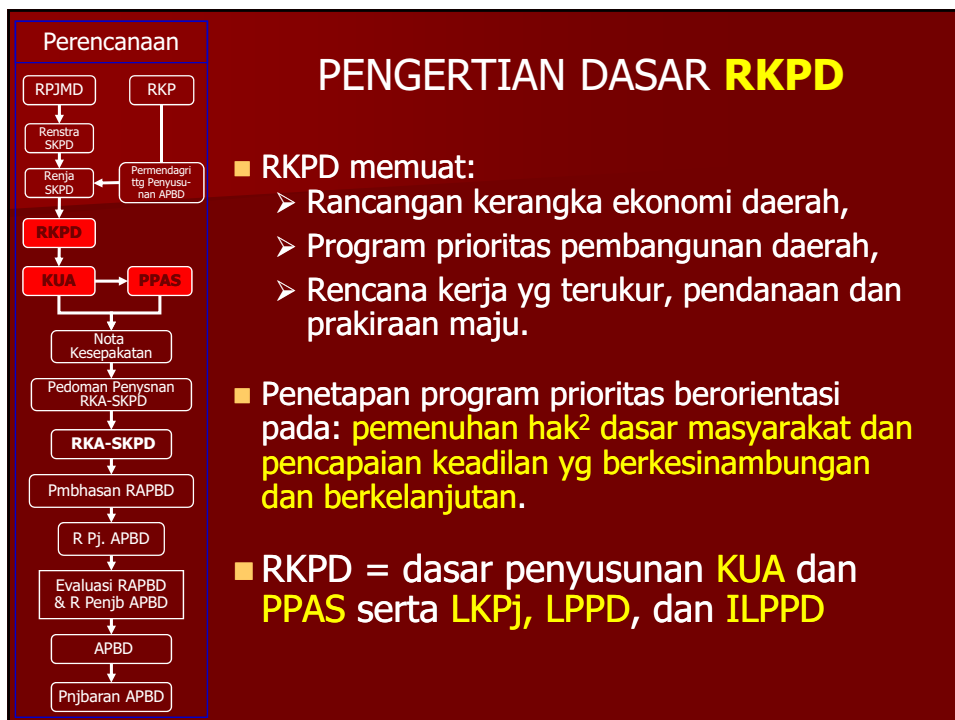 Perencanaan
RPJMD
RKP
Renstra
SKPD
Renja
SKPD
Permendagri
ttg Penyusu-
nan APBD
RKPD
KUA
PPAS
Nota
Kesepakatan
Pedoman Penysnan
RKA-SKPD
RKA-SKPD
Pmbhasan RAPBD
R Pj. APBD
Evaluasi RAPBD
& R Penjb APBD
APBD
Pnjbaran APBD
PENGERTIAN DASAR RKPD
RKPD memuat:
Rancangan kerangka ekonomi daerah,
Program prioritas pembangunan daerah,
Rencana kerja yg terukur, pendanaan dan
prakiraan maju.
Penetapan program prioritas berorientasi
pada: pemenuhan hak² dasar masyarakat dan
pencapaian keadilan yg berkesinambungan
dan berkelanjutan.
RKPD = dasar penyusunan KUA dan
PPAS serta LKPj, LPPD, dan ILPPD